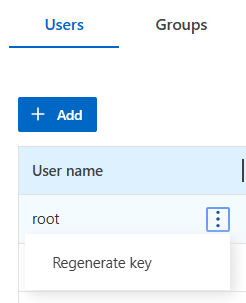 Users Groups
+ Add
User name
root
Regenerate key